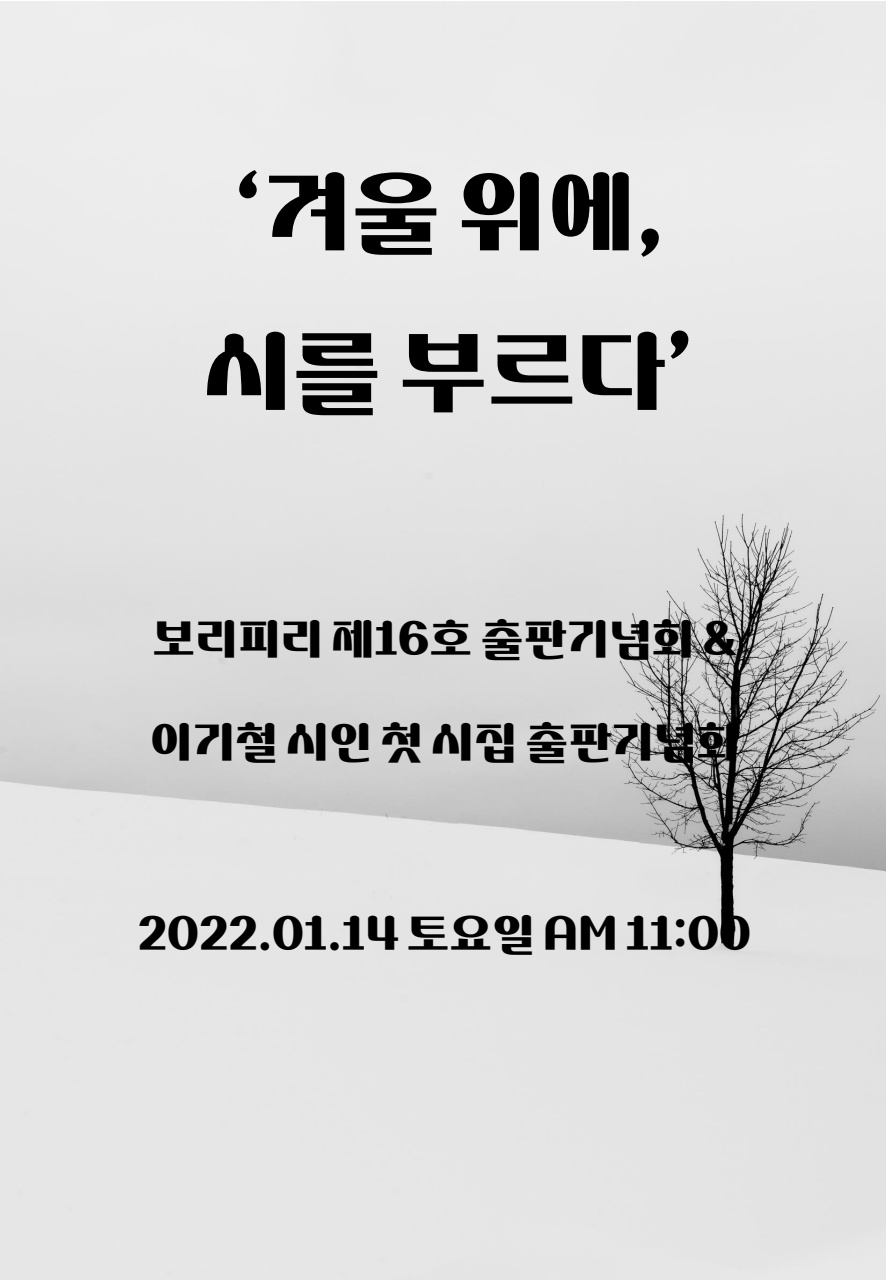 ‘겨울 위에,
시를 부르다’
보리피리 제16호 출판기념회 &
이기철 시인 첫 시집 출판기념회
2022.01.14 토요일 AM 11:00